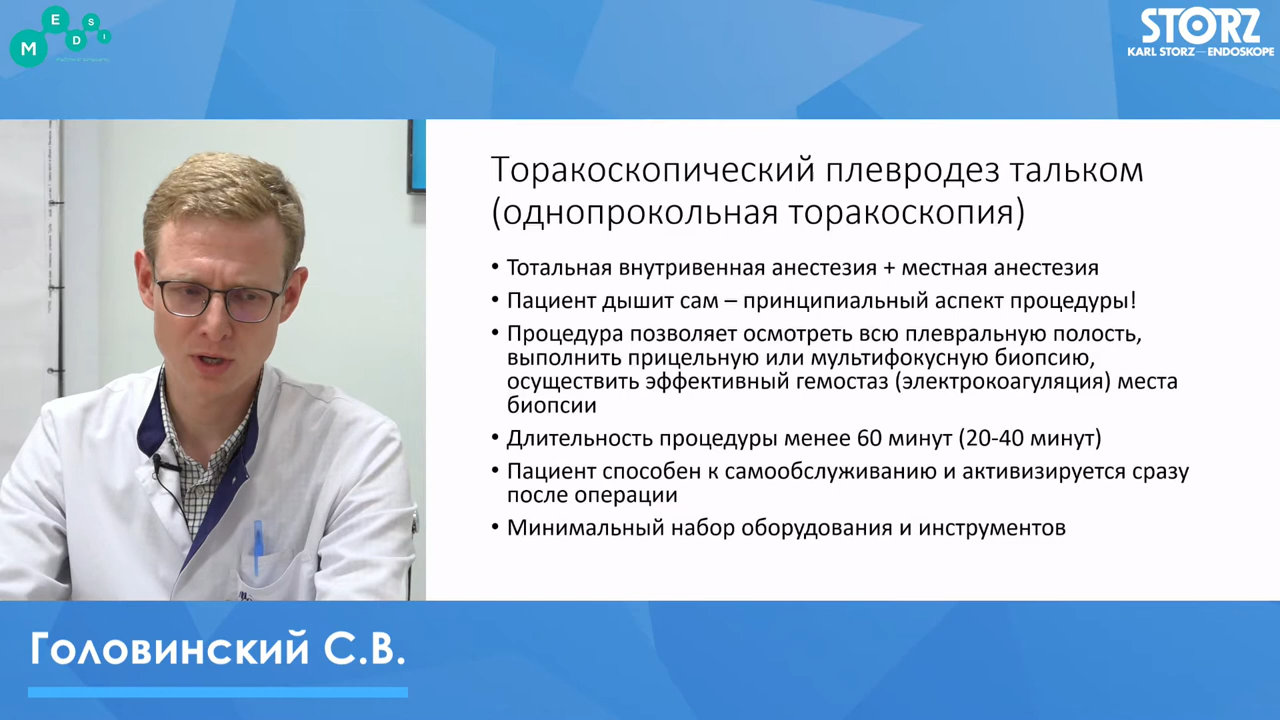 M
E
D
S
I
STORZ
KARL STORZ—ENDOSKOPE
Торакоскопический плевродез тальком
(однопрокольная торакоскопия)
• Тотальная внутривенная анестезия + местная анестезия
• Пациент дышит сам – принципиальный аспект процедуры!
• Процедура позволяет осмотреть всю плевральную полость,
выполнить прицельную или мультифокусную биопсию,
осуществить эффективный гемостаз (электрокоагуляция) места
биопсии
• Длительность процедуры менее 60 минут (20-40 минут)
• Пациент способен к самообслуживанию и активизируется сразу
после операции
• Минимальный набор оборудования и инструментов
Головинский С.В.